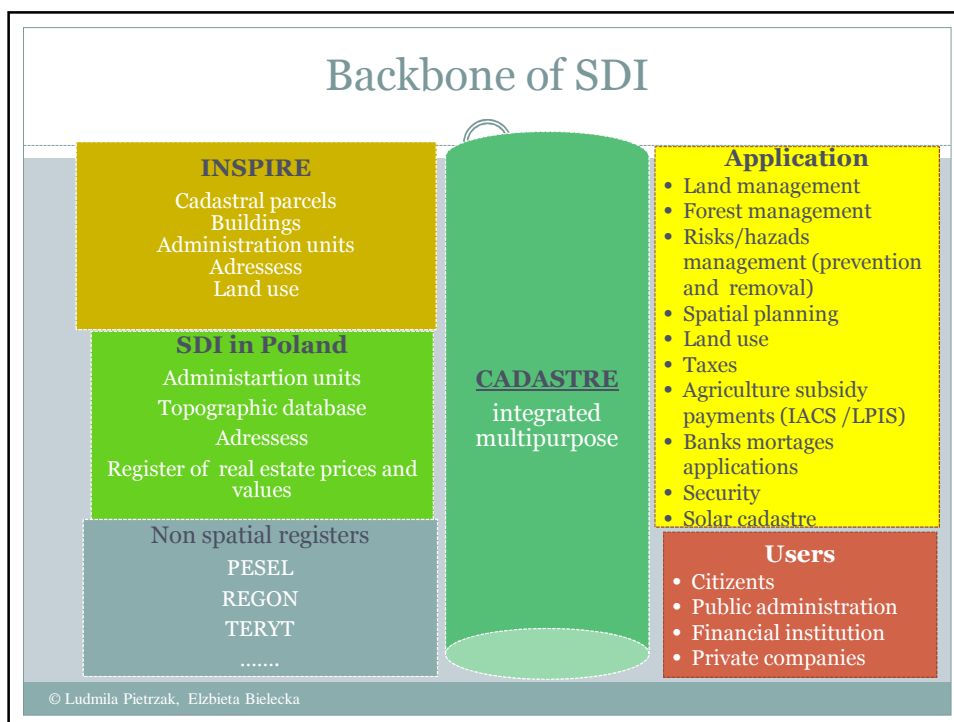 Backbone of SDI
INSPIRE
Cadastral parcels
Buildings
Administration units
Adressess
Land use
SDI in Poland
Administartion units
Topographic database
Adressess
Register of real estate prices and
values
Non spatial registers
PESEL
REGON
TERYT
.......
CADASTRE
integrated
multipurpose
Application
• Land management
• Forest management
• Risks/hazads
management (prevention
and removal)
• Spatial planning
• Land use
• Taxes
• Agriculture subsidy
payments (IACS /LPIS)
• Banks mortages
applications
• Security
• Solar cadastre
Users
• Citizents
• Public administration
• Financial institution
• Private companies
© Ludmila Pietrzak, Elzbieta Bielecka